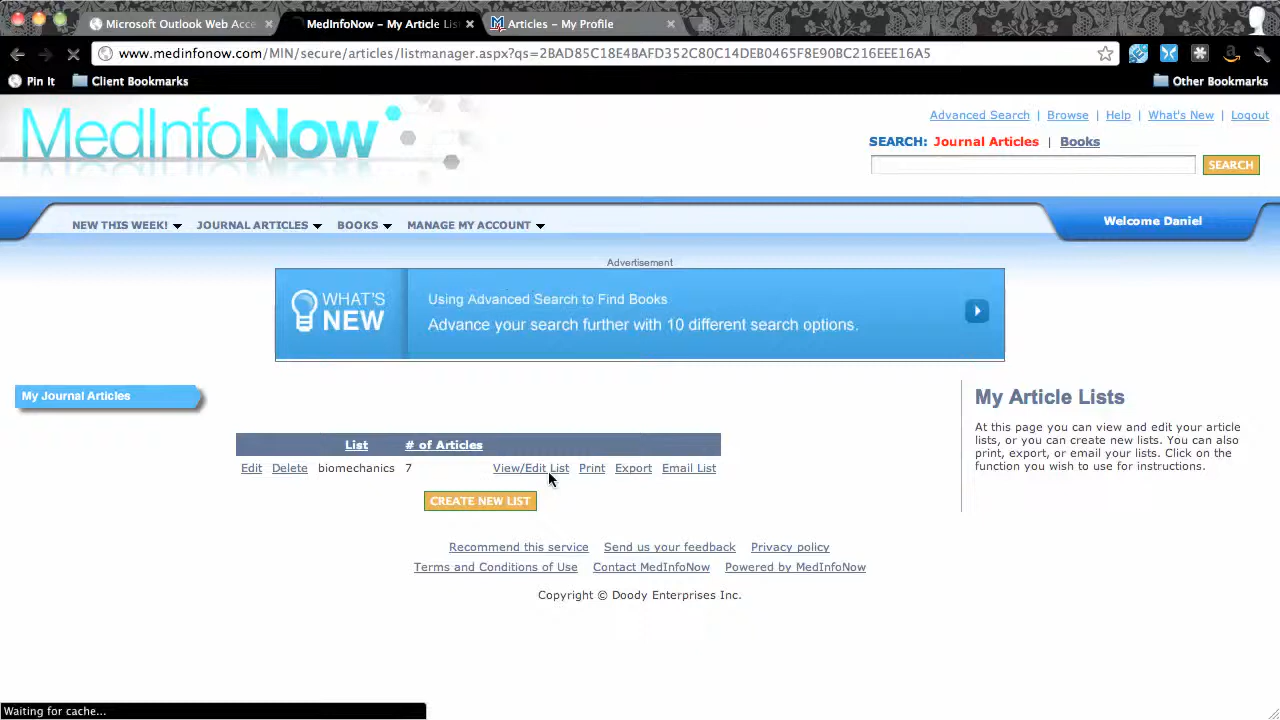 Microsoft Outlook Web Acce
MedInfoNow – My Article Lis
Articles – My Profile
www.medinfonow.com/MIN/secure/articles/listmanager.aspx?qs=2BAD85C18E4BAFD352C80C14DEB0465F8E90BC216EEE16A5
Pin It
Client Bookmarks
Other Bookmarks
MedInfoNow
Advanced Search | Browse | Help | What's New | Logout
SEARCH: Journal Articles | Books
SEARCH
NEW THIS WEEK! JOURNAL ARTICLES BOOKS MANAGE MY ACCOUNT
Welcome Daniel
Advertisement
WHAT'S NEW
Using Advanced Search to Find Books
Advance your search further with 10 different search options.
My Journal Articles
List # of Articles
Edit Delete biomechanics 7 View/Edit List Print Export Email List
CREATE NEW LIST
My Article Lists
At this page you can view and edit your article
lists, or you can create new lists. You can also
print, export, or email your lists. Click on the
function you wish to use for instructions.
Recommend this service Send us your feedback Privacy policy
Terms and Conditions of Use Contact MedInfoNow Powered by MedInfoNow
Copyright © Doody Enterprises Inc.
Waiting for cache...